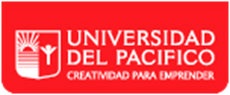 UNIVERSIDAD
DEL PACIFICO
CREATIVIDAD PARA EMPRENDER